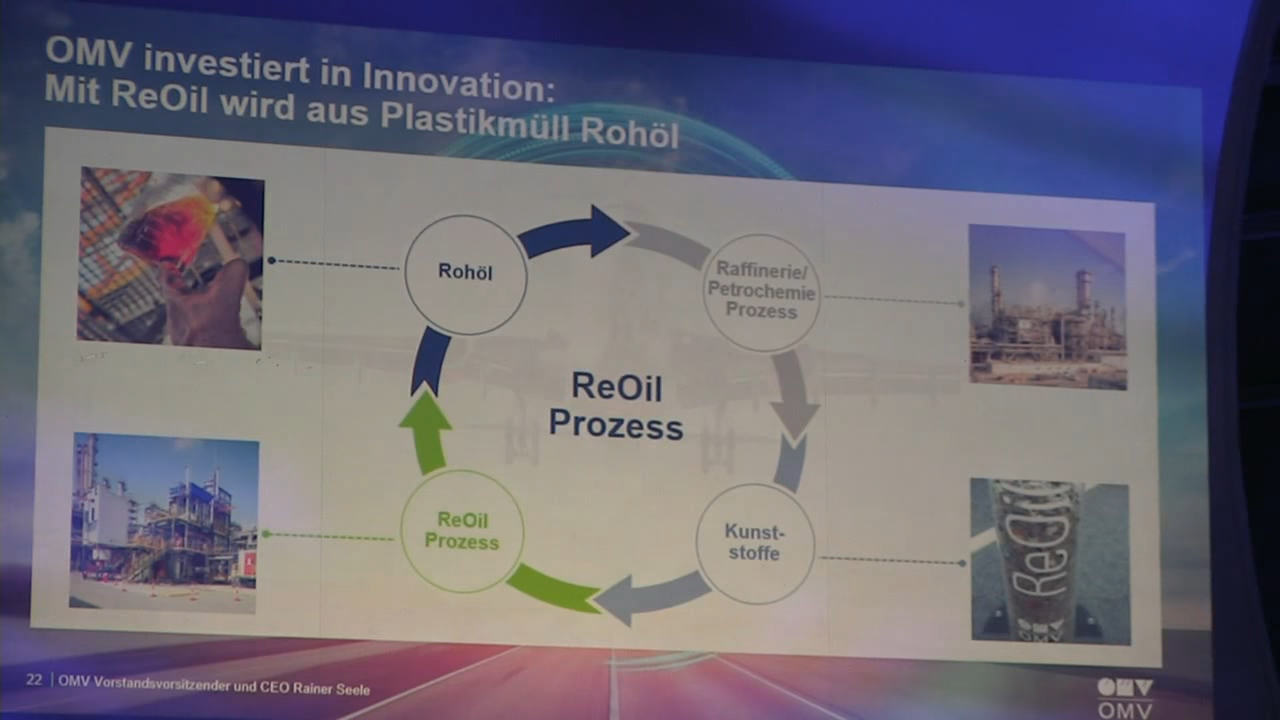 OMV investiert in Innovation:
Mit ReOil wird aus Plastikmüll Rohöl
Rohöl
Raffinerie/
Petrochemie
Prozess
ReOil
Prozess
ReOil
Prozess
Kunst-
stoffe
ReOil
22 | OMV Vorstandsvorsitzender und CEO Rainer Seele
OMV
OMV